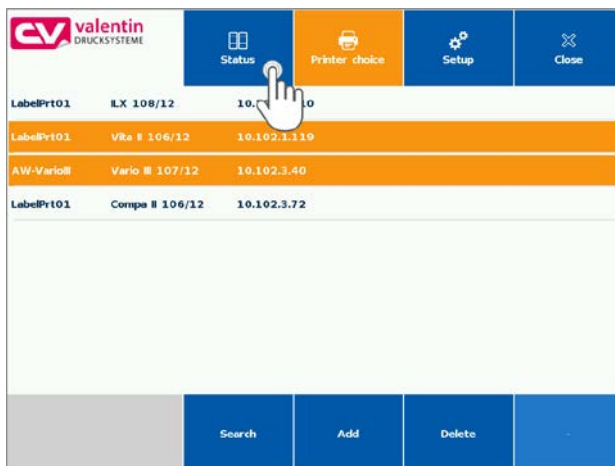 CV valentin
DRUCKSYSTEME
Status
Printer choice
Setup
Close
LabelPrt01 ILX 108/12
LabelPrt01 Vita II 106/12 10.102.1.119
AW-VarioIII Vario III 107/12 10.102.3.40
LabelPrt01 Compa II 106/12 10.102.3.72
Search
Add
Delete
-